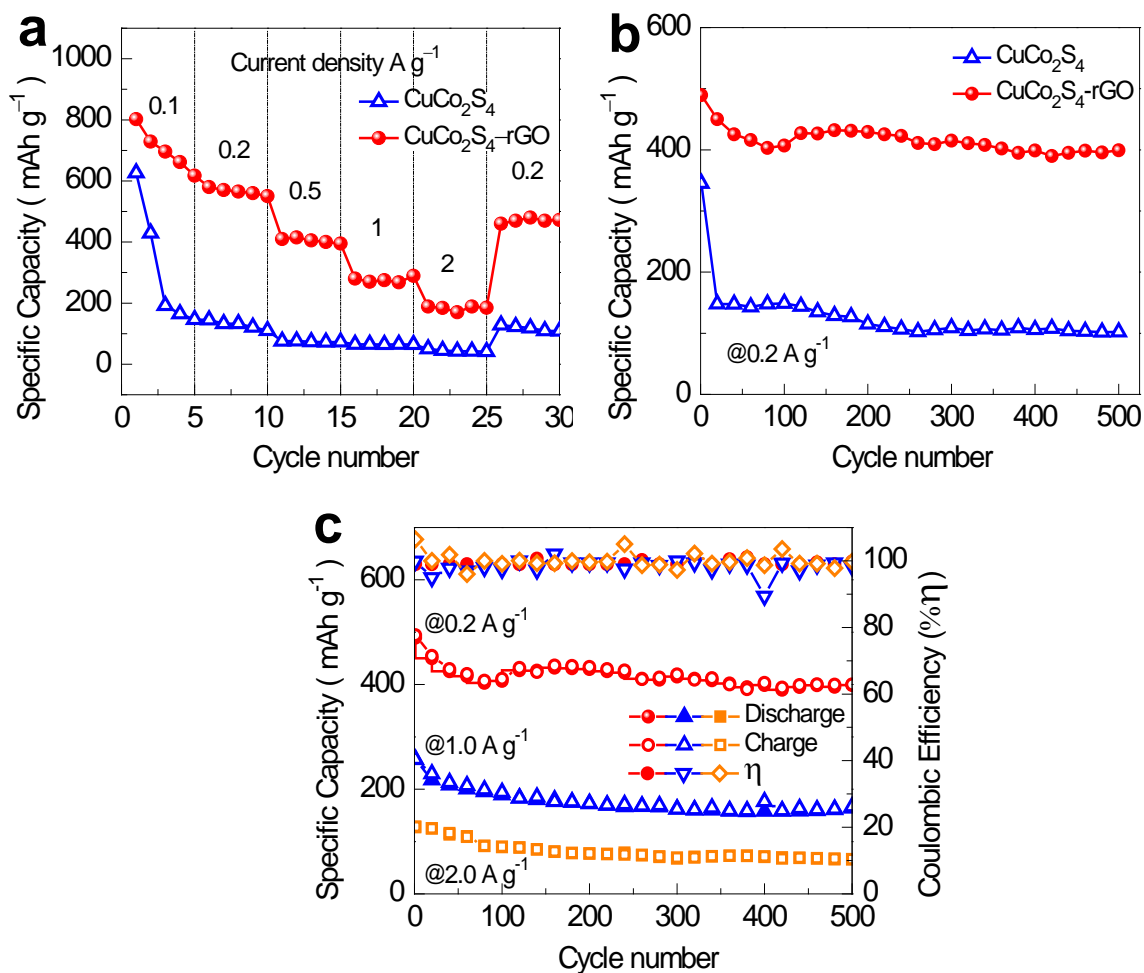 a
Specific Capacity ( mAh g⁻¹ )
1000
800
600
400
200
0
Current density A g⁻¹
CuCo₂S₄
CuCo₂S₄–rGO
0.1
0.2
0.5
1
2
0.2
0 5 10 15 20 25 30
Cycle number
b
Specific Capacity ( mAh g⁻¹ )
600
400
200
0
CuCo₂S₄
CuCo₂S₄-rGO
@0.2 A g⁻¹
0 100 200 300 400 500
Cycle number
c
Specific Capacity ( mAh g⁻¹ )
600
400
200
0
@0.2 A g⁻¹
@1.0 A g⁻¹
@2.0 A g⁻¹
Discharge
Charge
η
100
80
60
40
20
0
Coulombic Efficiency (%η)
0 100 200 300 400 500
Cycle number